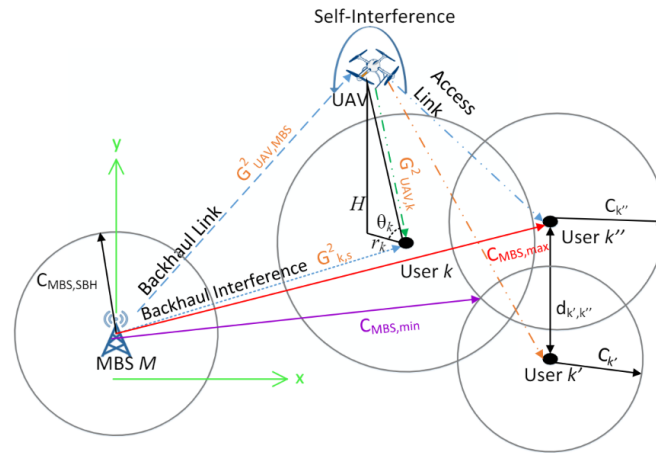 Self-Interference
UAV
Access
Link
y
G²UAV,MBS
G²UAV,k
Backhaul Link
H
θk
rk
Ck''
User k''
Backhaul Interference
G²k,s
User k
CMBS,max
CMBS,SBH
CMBS,min
dk',k''
MBS M
x
User k'
Ck'